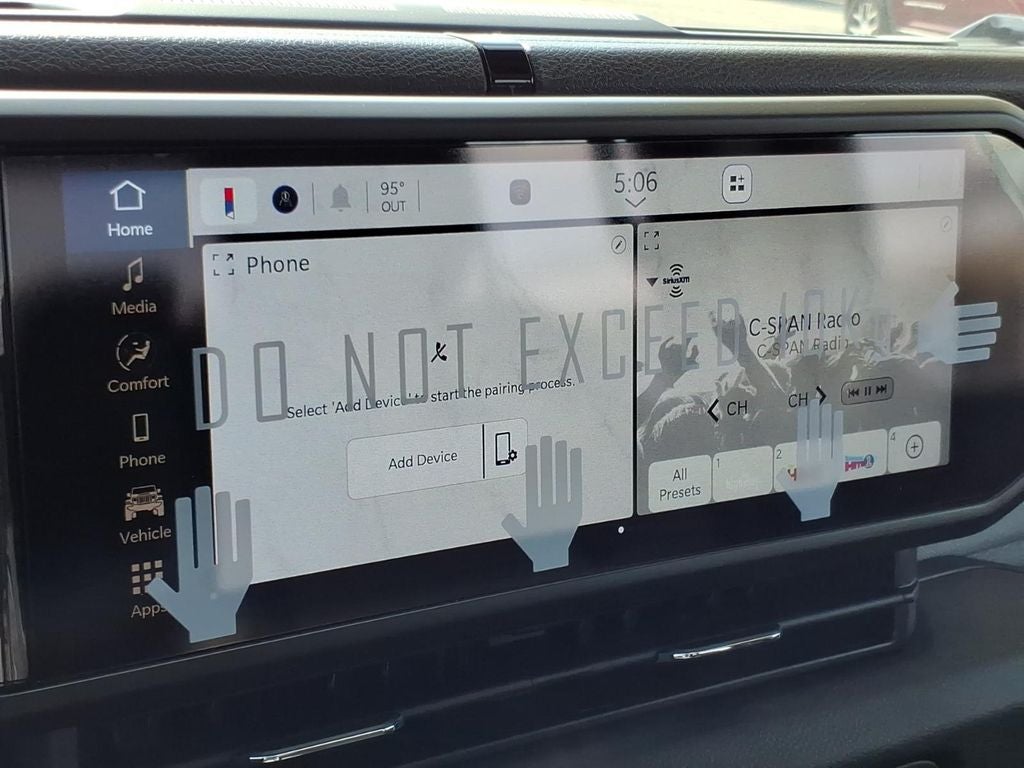 Home
95°
OUT
5:06
Media
Comfort
Phone
Vehicle
Apps
Phone
Select 'Add Device' to start the pairing process.
Add Device
SiriusXM
C-SPAN Radio
C-SPAN Radio
CH
CH
All
Presets
1
2
4
DO NOT EXCEED